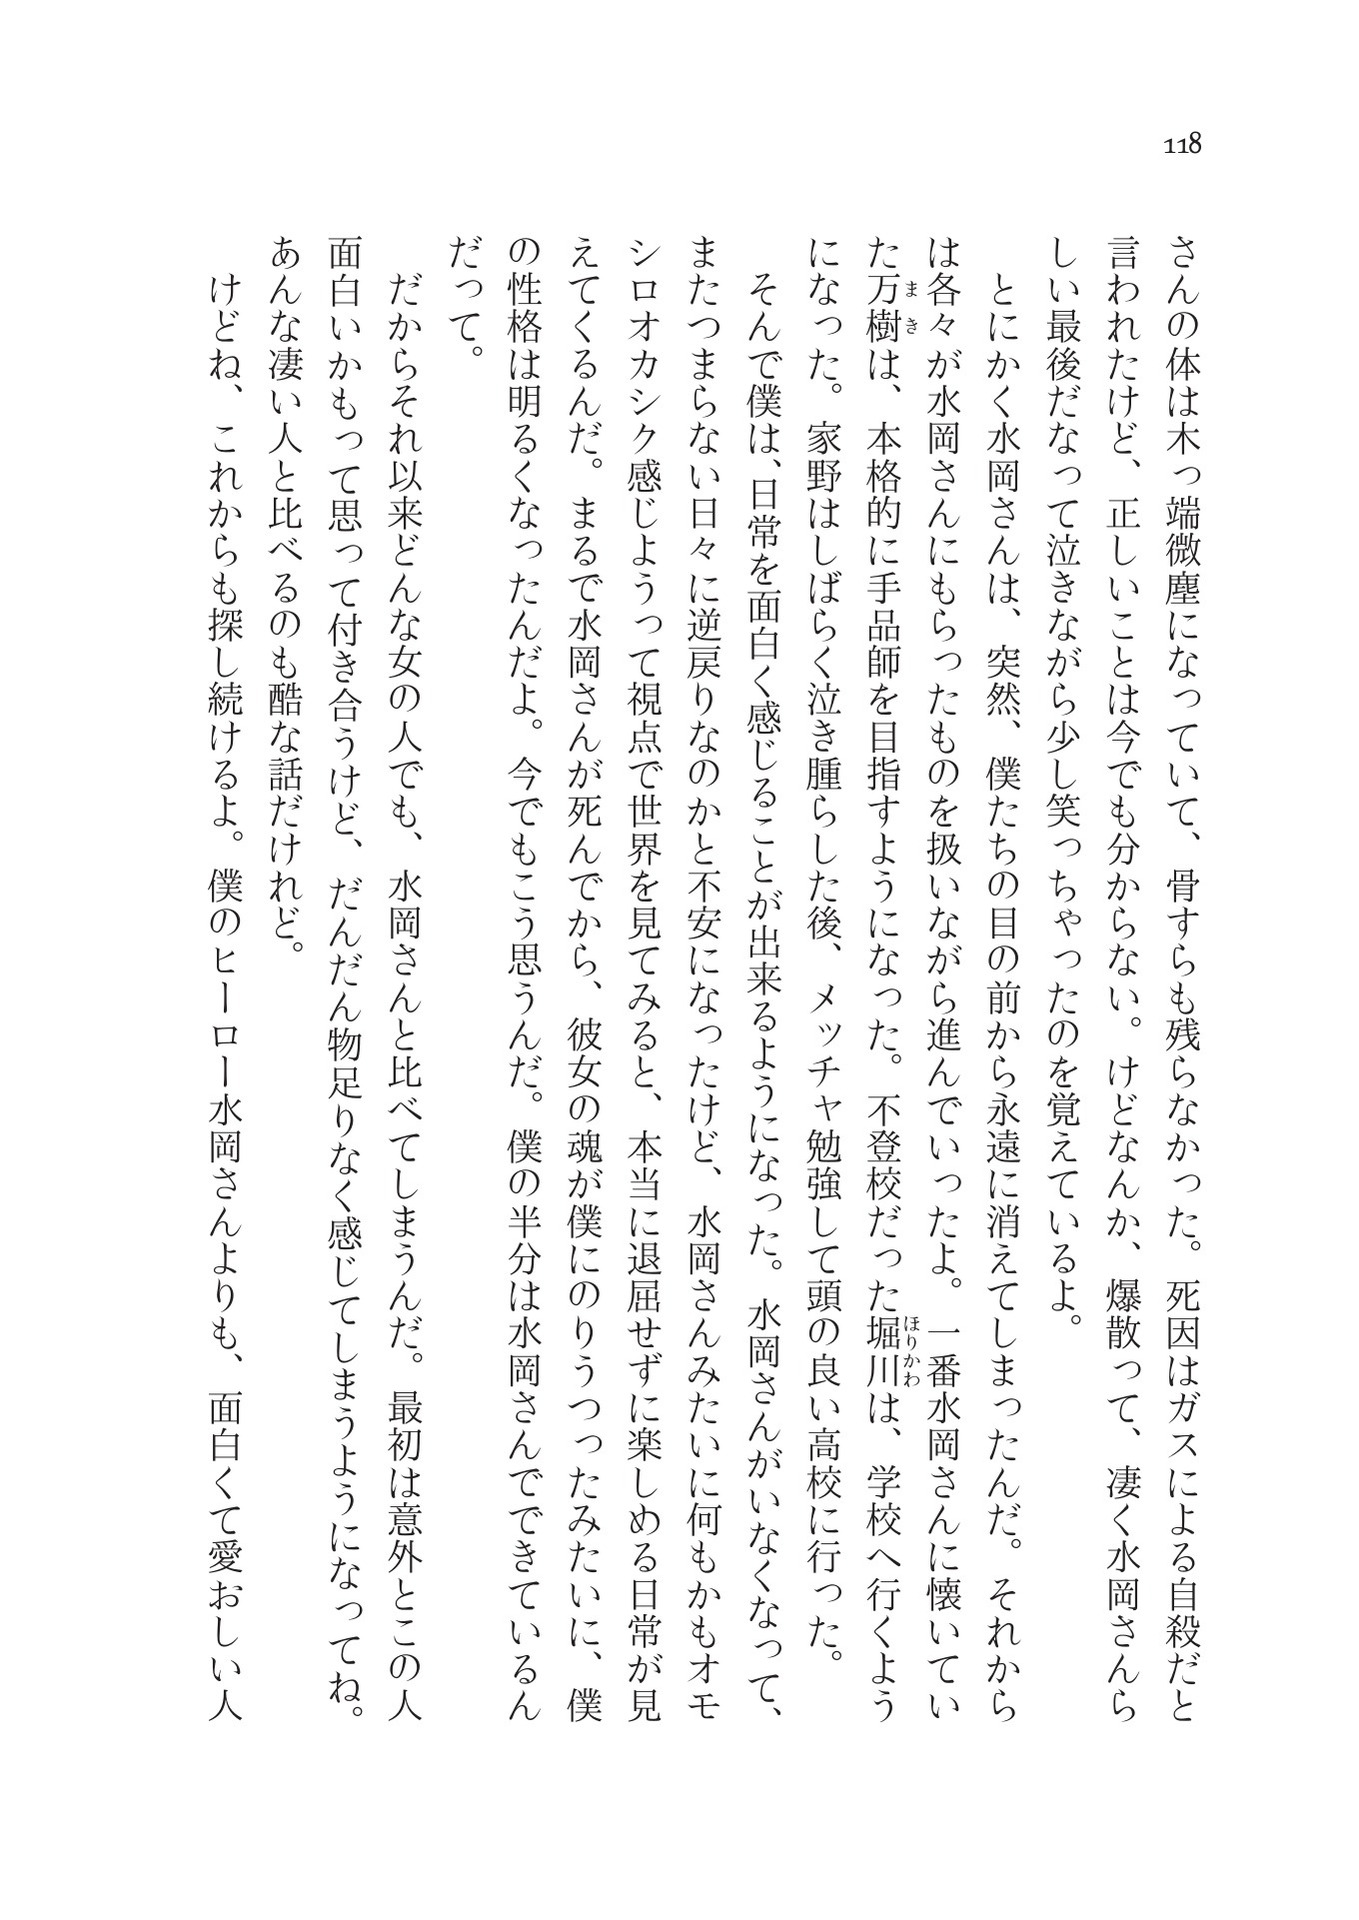 118
さんの体は木っ端微塵になっていて、骨すらも残らなかった。死因はガスによる自殺だと
言われたけど、正しいことは今でも分からない。けどなんか、爆散って、凄く水岡さんら
しい最後だなって泣きながら少し笑っちゃったのを覚えているよ。
とにかく水岡さんは、突然、僕たちの目の前から永遠に消えてしまったんだ。それから
は各々が水岡さんにもらったものを扱いながら進んでいったよ。一番水岡さんに懐いてい
た万樹は、本格的に手品師を目指すようになった。不登校だった堀川は、学校へ行くよう
まき
ほりかわ
になった。家野はしばらく泣き腫らした後、メッチャ勉強して頭の良い高校に行った。
そんで僕は、日常を面白く感じることが出来るようになった。水岡さんがいなくなって、
またつまらない日々に逆戻りなのかと不安になったけど、水岡さんみたいに何もかもオモ
シロオカシク感じようって視点で世界を見てみると、本当に退屈せずに楽しめる日常が見
えてくるんだ。まるで水岡さんが死んでから、彼女の魂が僕にのりうつったみたいに、僕
の性格は明るくなったんだよ。今でもこう思うんだ。僕の半分は水岡さんでできているん
だって。
だからそれ以来どんな女の人でも、水岡さんと比べてしまうんだ。最初は意外とこの人
面白いかもって思って付き合うけど、だんだん物足りなく感じてしまうようになってね。
あんな凄い人と比べるのも酷な話だけれど。
けどね、これからも探し続けるよ。僕のヒーロー水岡さんよりも、面白くて愛おしい人